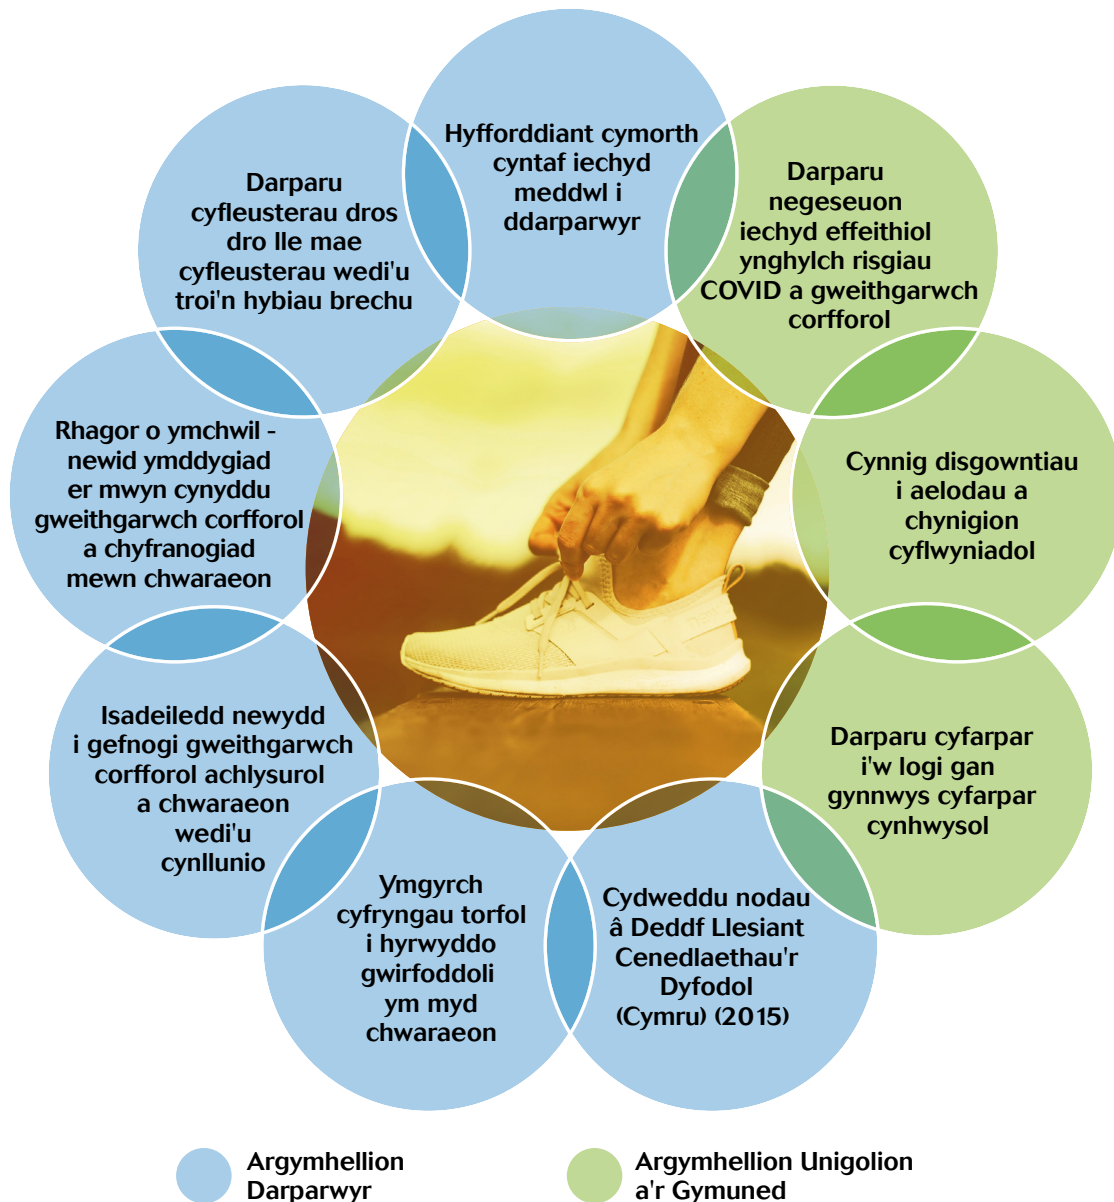 Hyfforddiant cymorth
cyntaf iechyd
meddwl i
ddarparwyr
Darparu
negeseuon
iechyd effeithiol
ynghylch risgiau
COVID a gweithgarwch
corfforol
Cynnig disgowntiau
i aelodau a
chynigion
cyflwyniadol
Darparu cyfarpar
i'w logi gan
gynnwys cyfarpar
cynhwysol
Cydweddu nodau
â Deddf Llesiant
Cenedlaethau'r
Dyfodol
(Cymru) (2015)
Ymgyrch
cyfryngau torfol
i hyrwyddo
gwirfoddoli
ym myd
chwaraeon
Isadeiledd newydd
i gefnogi gweithgarwch
corfforol achlysurol
a chwaraeon
wedi'u
cynllunio
Rhagor o ymchwil -
newid ymddygiad
er mwyn cynyddu
gweithgarwch corfforol
a chyfranogiad
mewn chwaraeon
Darparu
cyfleusterau dros
dro lle mae
cyfleusterau wedi'u
troi'n hybiau brechu
Argymhellion
Darparwyr
Argymhellion Unigolion
a'r Gymuned